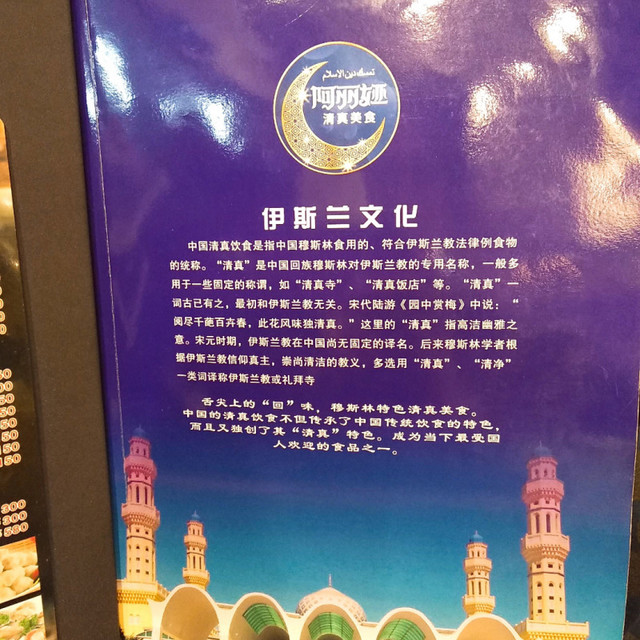 阿丽娅
清真美食
伊斯兰文化
中国清真饮食是指中国穆斯林食用的、符合伊斯兰教法律例食物
的统称。“清真”是中国回族穆斯林对伊斯兰教的专用名称，一般多
用于一些固定的称谓，如“清真寺”、“清真饭店”等。“清真”一
词古已有之，最初和伊斯兰教无关。宋代陆游《园中赏梅》中说：“
阅尽千葩百卉春，此花风味独清真。”这里的“清真”指高洁幽雅之
意。宋元时期，伊斯兰教在中国尚无固定的译名。后来穆斯林学者根
据伊斯兰教信仰真主，崇尚清洁的教义，多选用“清真”、“清净”
一类词译称伊斯兰教或礼拜寺
舌尖上的“回”味，穆斯林特色清真美食。
中国的清真饮食不但传承了中国传统饮食的特色，
而且又独创了其“清真”特色。成为当下最受国
人欢迎的食品之一。
50
50
50
50
300
300
560